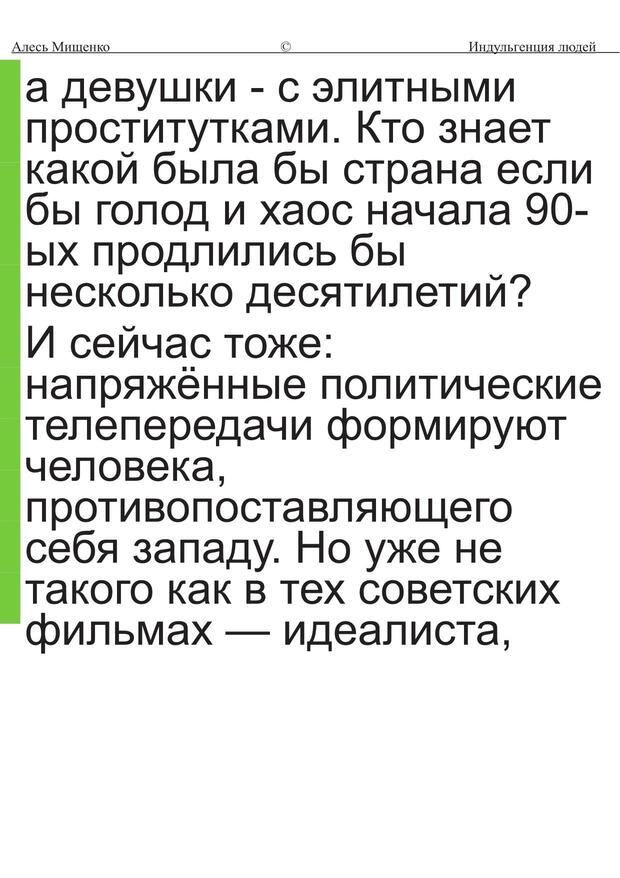 Алесь Мищенко © Индульгенция людей
а девушки - с элитными
проститутками. Кто знает
какой была бы страна если
бы голод и хаос начала 90-
ых продлились бы
несколько десятилетий?
И сейчас тоже:
напряжённые политические
телепередачи формируют
человека,
противопоставляющего
себя западу. Но уже не
такого как в тех советских
фильмах — идеалиста,